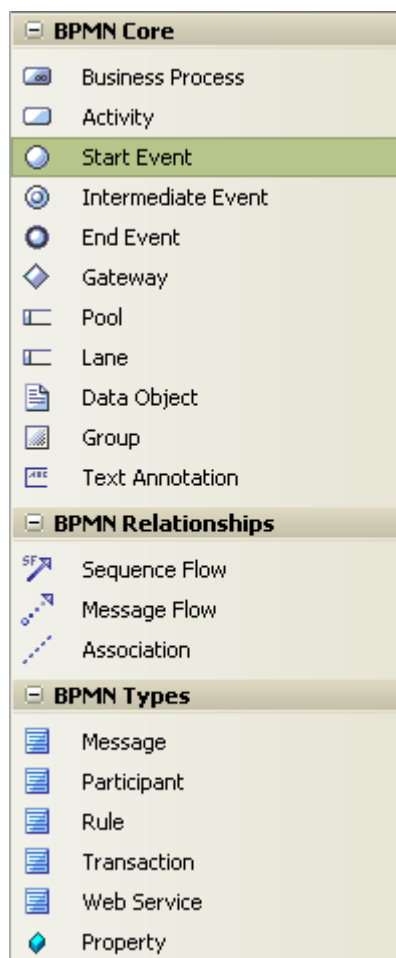 BPMN Core
Business Process
Activity
Start Event
Intermediate Event
End Event
Gateway
Pool
Lane
Data Object
Group
Text Annotation
BPMN Relationships
SF Sequence Flow
Message Flow
Association
BPMN Types
Message
Participant
Rule
Transaction
Web Service
Property